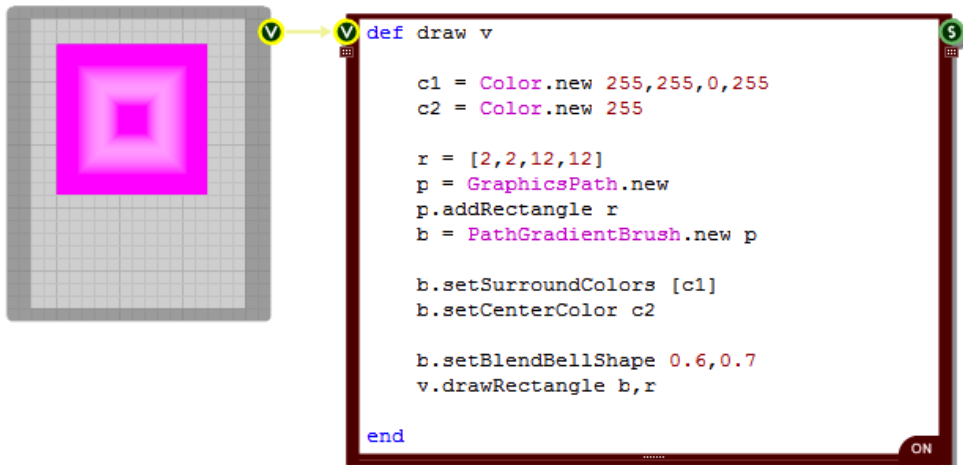 V V def draw v S
c1 = Color.new 255,255,0,255
c2 = Color.new 255
r = [2,2,12,12]
p = GraphicsPath.new
p.addRectangle r
b = PathGradientBrush.new p
b.setSurroundColors [c1]
b.setCenterColor c2
b.setBlendBellShape 0.6,0.7
v.drawRectangle b,r
end
ON